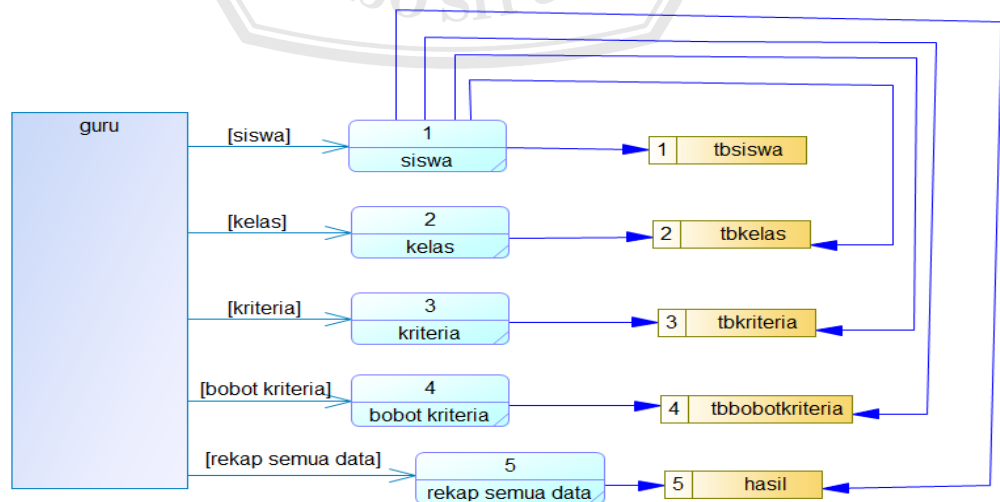 guru
[siswa]
1
siswa
1 tbsiswa
[kelas]
2
kelas
2 tbkelas
[kriteria]
3
kriteria
3 tbkriteria
[bobot kriteria]
4
bobot kriteria
4 tbbobotkriteria
[rekap semua data]
5
rekap semua data
5 hasil